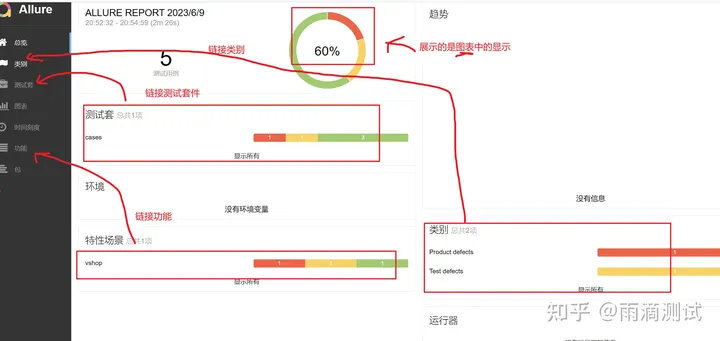 Allure
总览
类别
测试套
图表
时间刻度
功能
包
ALLURE REPORT 2023/6/9
20:52:32 - 20:54:59 (2m 26s)
5
测试用例
60%
链接类别
链接测试套件
测试套 总共1项
cases
1
1
3
显示所有
环境
没有环境变量
链接功能
特性场景 总共1项
vshop
1
1
1
显示所有
趋势
展示的是图表中的显示
没有信息
类别 总共2项
Product defects
1
Test defects
1
显示所有
运行器
知乎 @雨滴测试